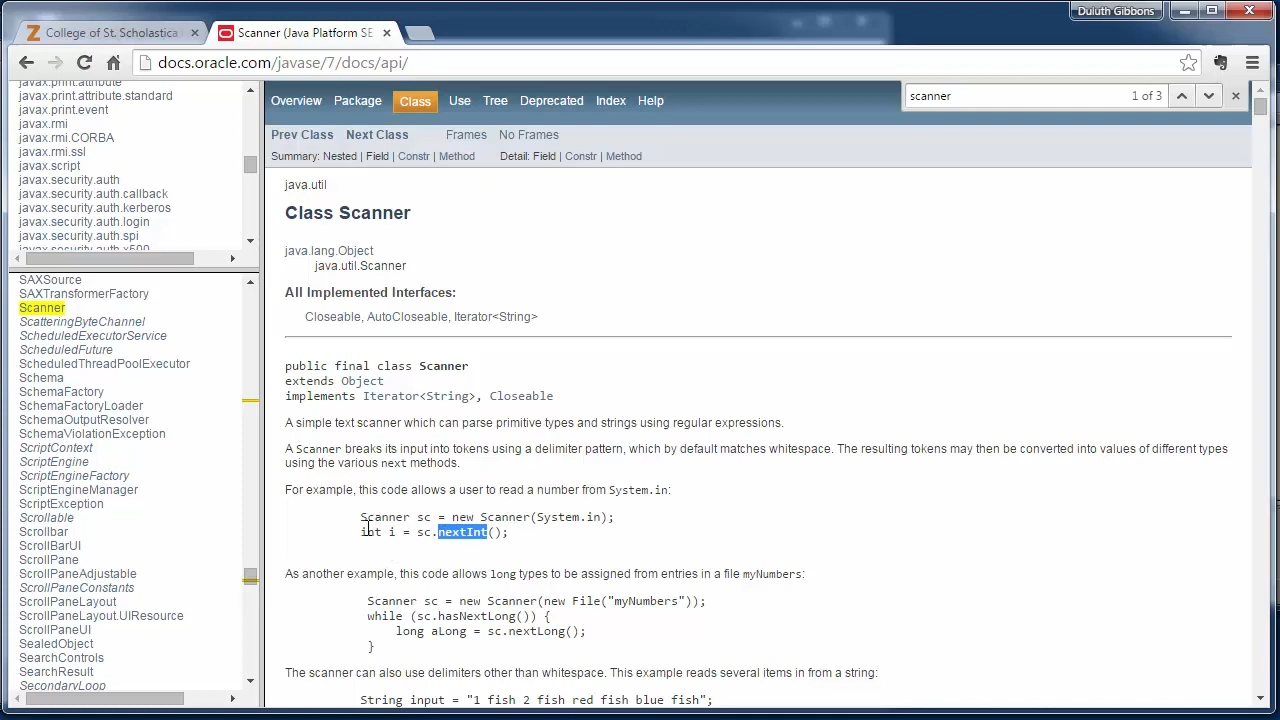 Duluth Gibbons
College of St. Scholastica
Scanner (Java Platform SE
docs.oracle.com/javase/7/docs/api/
scanner
1 of 3
javax.print.attribute
javax.print.attribute.standard
javax.print.event
javax.rmi
javax.rmi.CORBA
javax.rmi.ssl
javax.script
javax.security.auth
javax.security.auth.callback
javax.security.auth.kerberos
javax.security.auth.login
javax.security.auth.spi
javax.security.auth.x500
SAXSource
SAXTransformerFactory
Scanner
ScatteringByteChannel
ScheduledExecutorService
ScheduledFuture
ScheduledThreadPoolExecutor
Schema
SchemaFactory
SchemaFactoryLoader
SchemaOutputResolver
SchemaViolationException
ScriptContext
ScriptEngine
ScriptEngineFactory
ScriptEngineManager
ScriptException
Scrollable
Scrollbar
ScrollBarUI
ScrollPane
ScrollPaneAdjustable
ScrollPaneConstants
ScrollPaneLayout
ScrollPaneLayout.UIResource
ScrollPaneUI
SealedObject
SearchControls
SearchResult
SecondaryLoop
Overview Package Class Use Tree Deprecated Index Help
Prev Class Next Class Frames No Frames
Summary: Nested | Field | Constr | Method Detail: Field | Constr | Method
java.util
Class Scanner
java.lang.Object
java.util.Scanner
All Implemented Interfaces:
Closeable, AutoCloseable, Iterator<String>
public final class Scanner
extends Object
implements Iterator<String>, Closeable
A simple text scanner which can parse primitive types and strings using regular expressions.
A Scanner breaks its input into tokens using a delimiter pattern, which by default matches whitespace. The resulting tokens may then be converted into values of different types
using the various next methods.
For example, this code allows a user to read a number from System.in:
Scanner sc = new Scanner(System.in);
int i = sc.nextInt();
As another example, this code allows long types to be assigned from entries in a file myNumbers:
Scanner sc = new Scanner(new File("myNumbers"));
while (sc.hasNextLong()) {
long aLong = sc.nextLong();
}
The scanner can also use delimiters other than whitespace. This example reads several items in from a string:
String input = "1 fish 2 fish red fish blue fish";